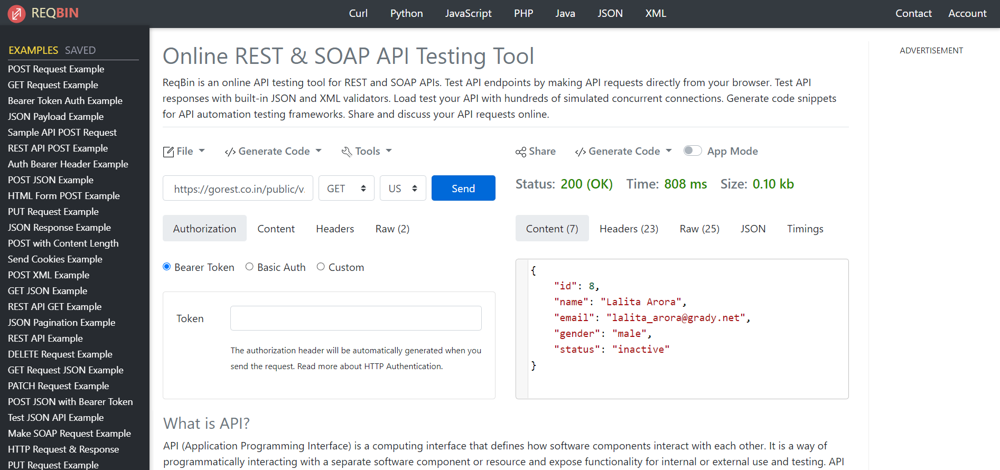 REQBIN
Curl Python JavaScript PHP Java JSON XML
Contact Account
EXAMPLES SAVED
POST Request Example
GET Request Example
Bearer Token Auth Example
JSON Payload Example
Sample API POST Request
REST API POST Example
Auth Bearer Header Example
POST JSON Example
HTML Form POST Example
PUT Request Example
JSON Response Example
POST with Content Length
Send Cookies Example
POST XML Example
GET JSON Example
REST API GET Example
JSON Pagination Example
REST API Example
DELETE Request Example
GET Request JSON Example
PATCH Request Example
POST JSON with Bearer Token
Test JSON API Example
Make SOAP Request Example
HTTP Request & Response
PUT Request Example
Online REST & SOAP API Testing Tool
ReqBin is an online API testing tool for REST and SOAP APIs. Test API endpoints by making API requests directly from your browser. Test API
responses with built-in JSON and XML validators. Load test your API with hundreds of simulated concurrent connections. Generate code snippets
for API automation testing frameworks. Share and discuss your API requests online.
File </> Generate Code Tools
https://gorest.co.in/public/v. GET US Send
Authorization Content Headers Raw (2)
Bearer Token Basic Auth Custom
Token
The authorization header will be automatically generated when you
send the request. Read more about HTTP Authentication.
Share </> Generate Code App Mode
Status: 200 (OK) Time: 808 ms Size: 0.10 kb
Content (7) Headers (23) Raw (25) JSON Timings
{
"id": 8,
"name": "Lalita Arora",
"email": "lalita_arora@grady.net",
"gender": "male",
"status": "inactive"
}
What is API?
API (Application Programming Interface) is a computing interface that defines how software components interact with each other. It is a way of
programmatically interacting with a separate software component or resource and expose functionality for internal or external use and testing. API
ADVERTISEMENT